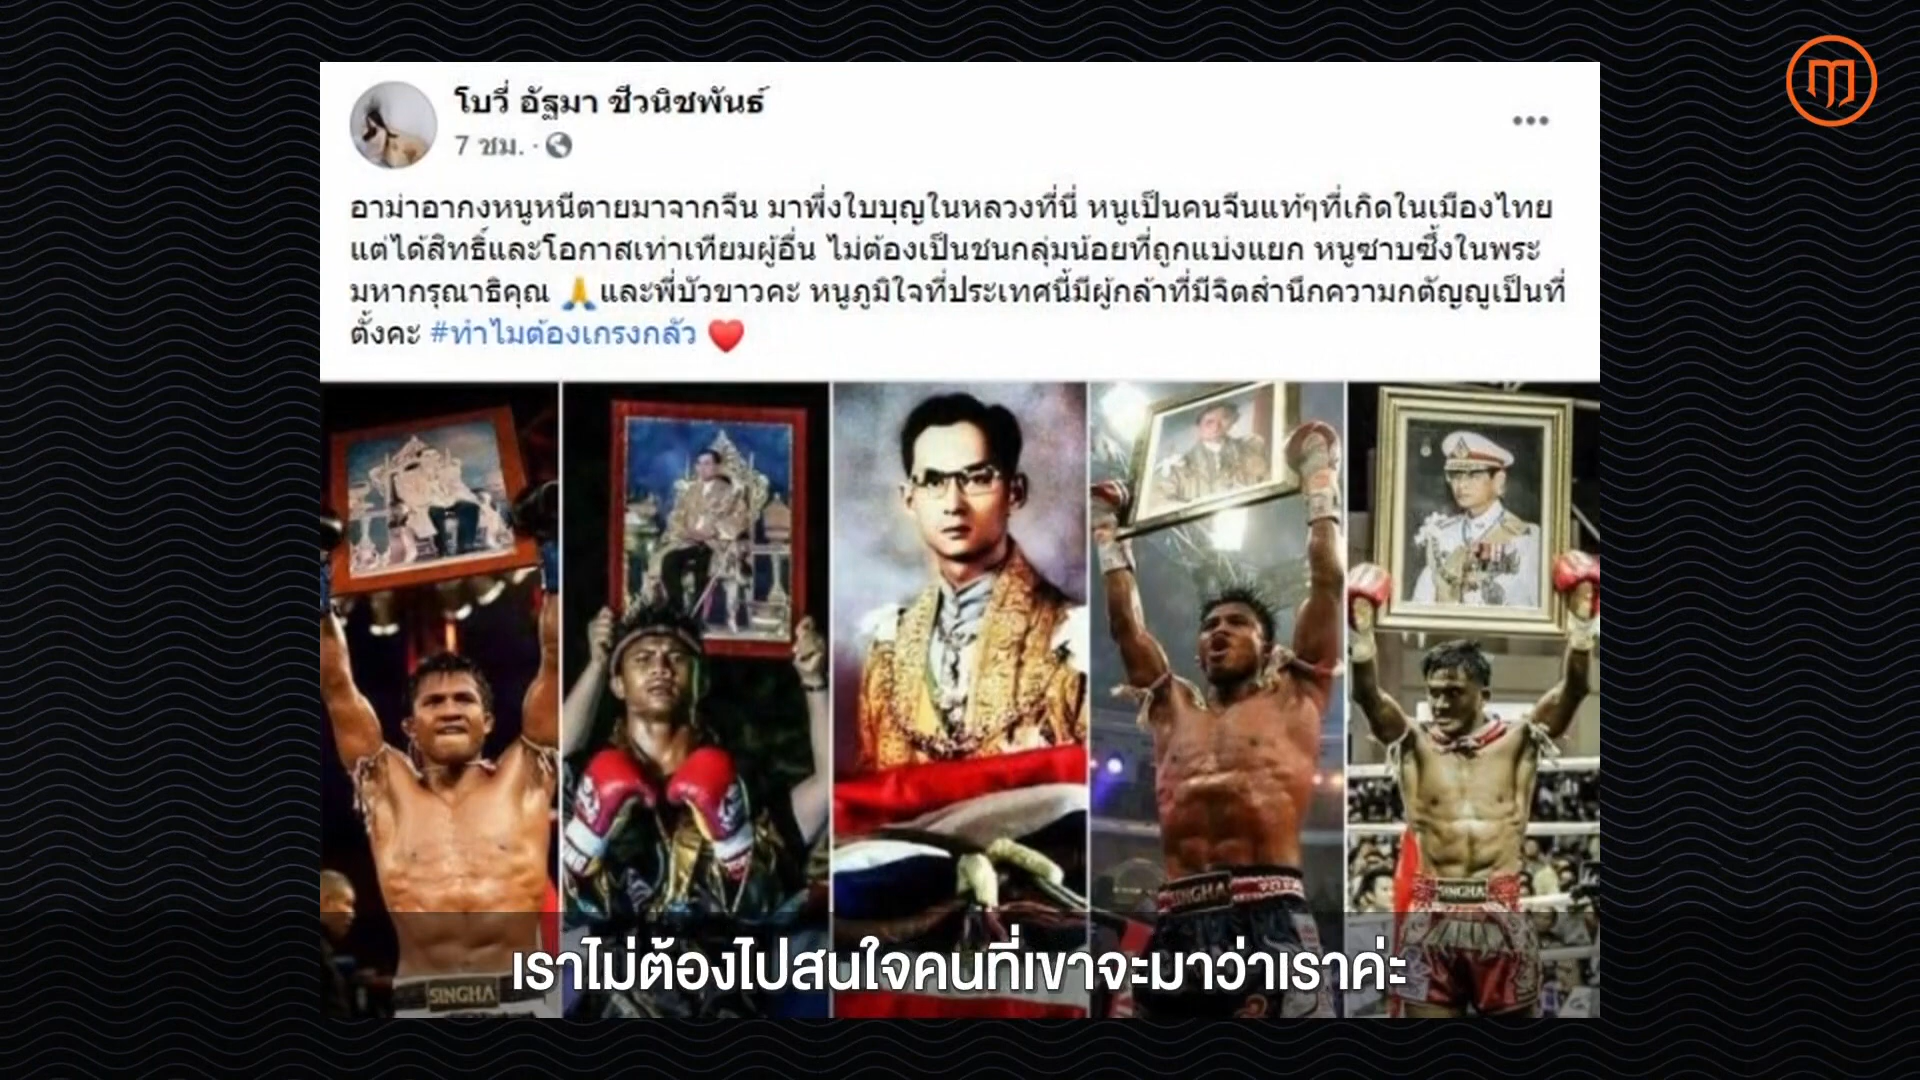 โบวี่ อัฐมา ชีวนิชพันธ์
7 ชม.
อาม่าอากงหนูหนีตายมาจากจีน มาพึ่งใบบุญในหลวงที่นี่ หนูเป็นคนจีนแท้ๆที่เกิดในเมืองไทย
แต่ได้สิทธิ์และโอกาสเท่าเทียมผู้อื่น ไม่ต้องเป็นชนกลุ่มน้อยที่ถูกแบ่งแยก หนูซาบซึ้งในพระ
มหากรุณาธิคุณ 🙏และพี่บัวขาวคะ หนูภูมิใจที่ประเทศนี้มีผู้กล้าที่มีจิตสำนึกความกตัญญูเป็นที่
ตั้งคะ #ทำไมต้องเกรงกลัว ❤️
SINGHA
SINGHA
SINGHA
เราไม่ต้องไปสนใจคนที่เขาจะมาว่าเราค่ะ